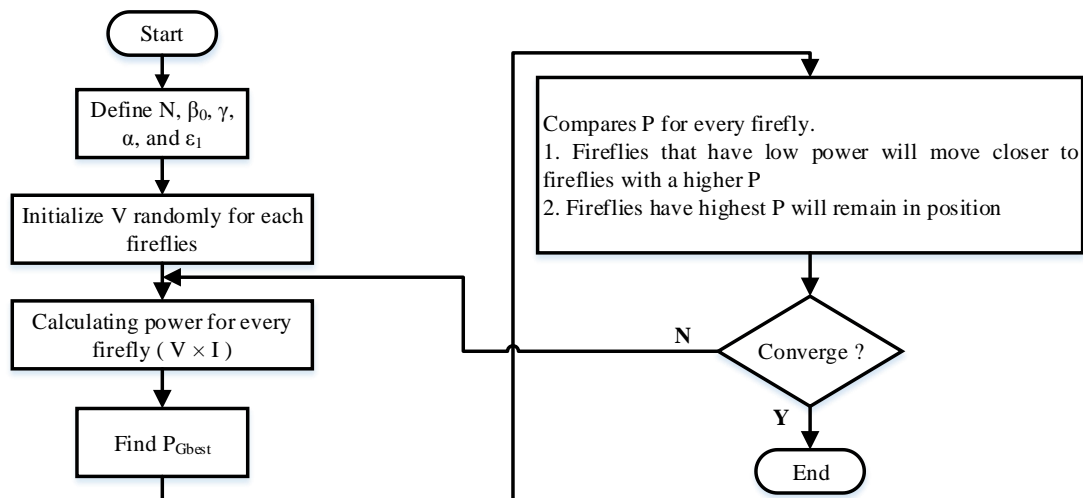 Start
Define N, β₀, γ,
α, and ε₁
Initialize V randomly for each
fireflies
Calculating power for every
firefly ( V × I )
Find P_Gbest
Compares P for every firefly.
1. Fireflies that have low power will move closer to
fireflies with a higher P
2. Fireflies have highest P will remain in position
Converge ?
N
Y
End